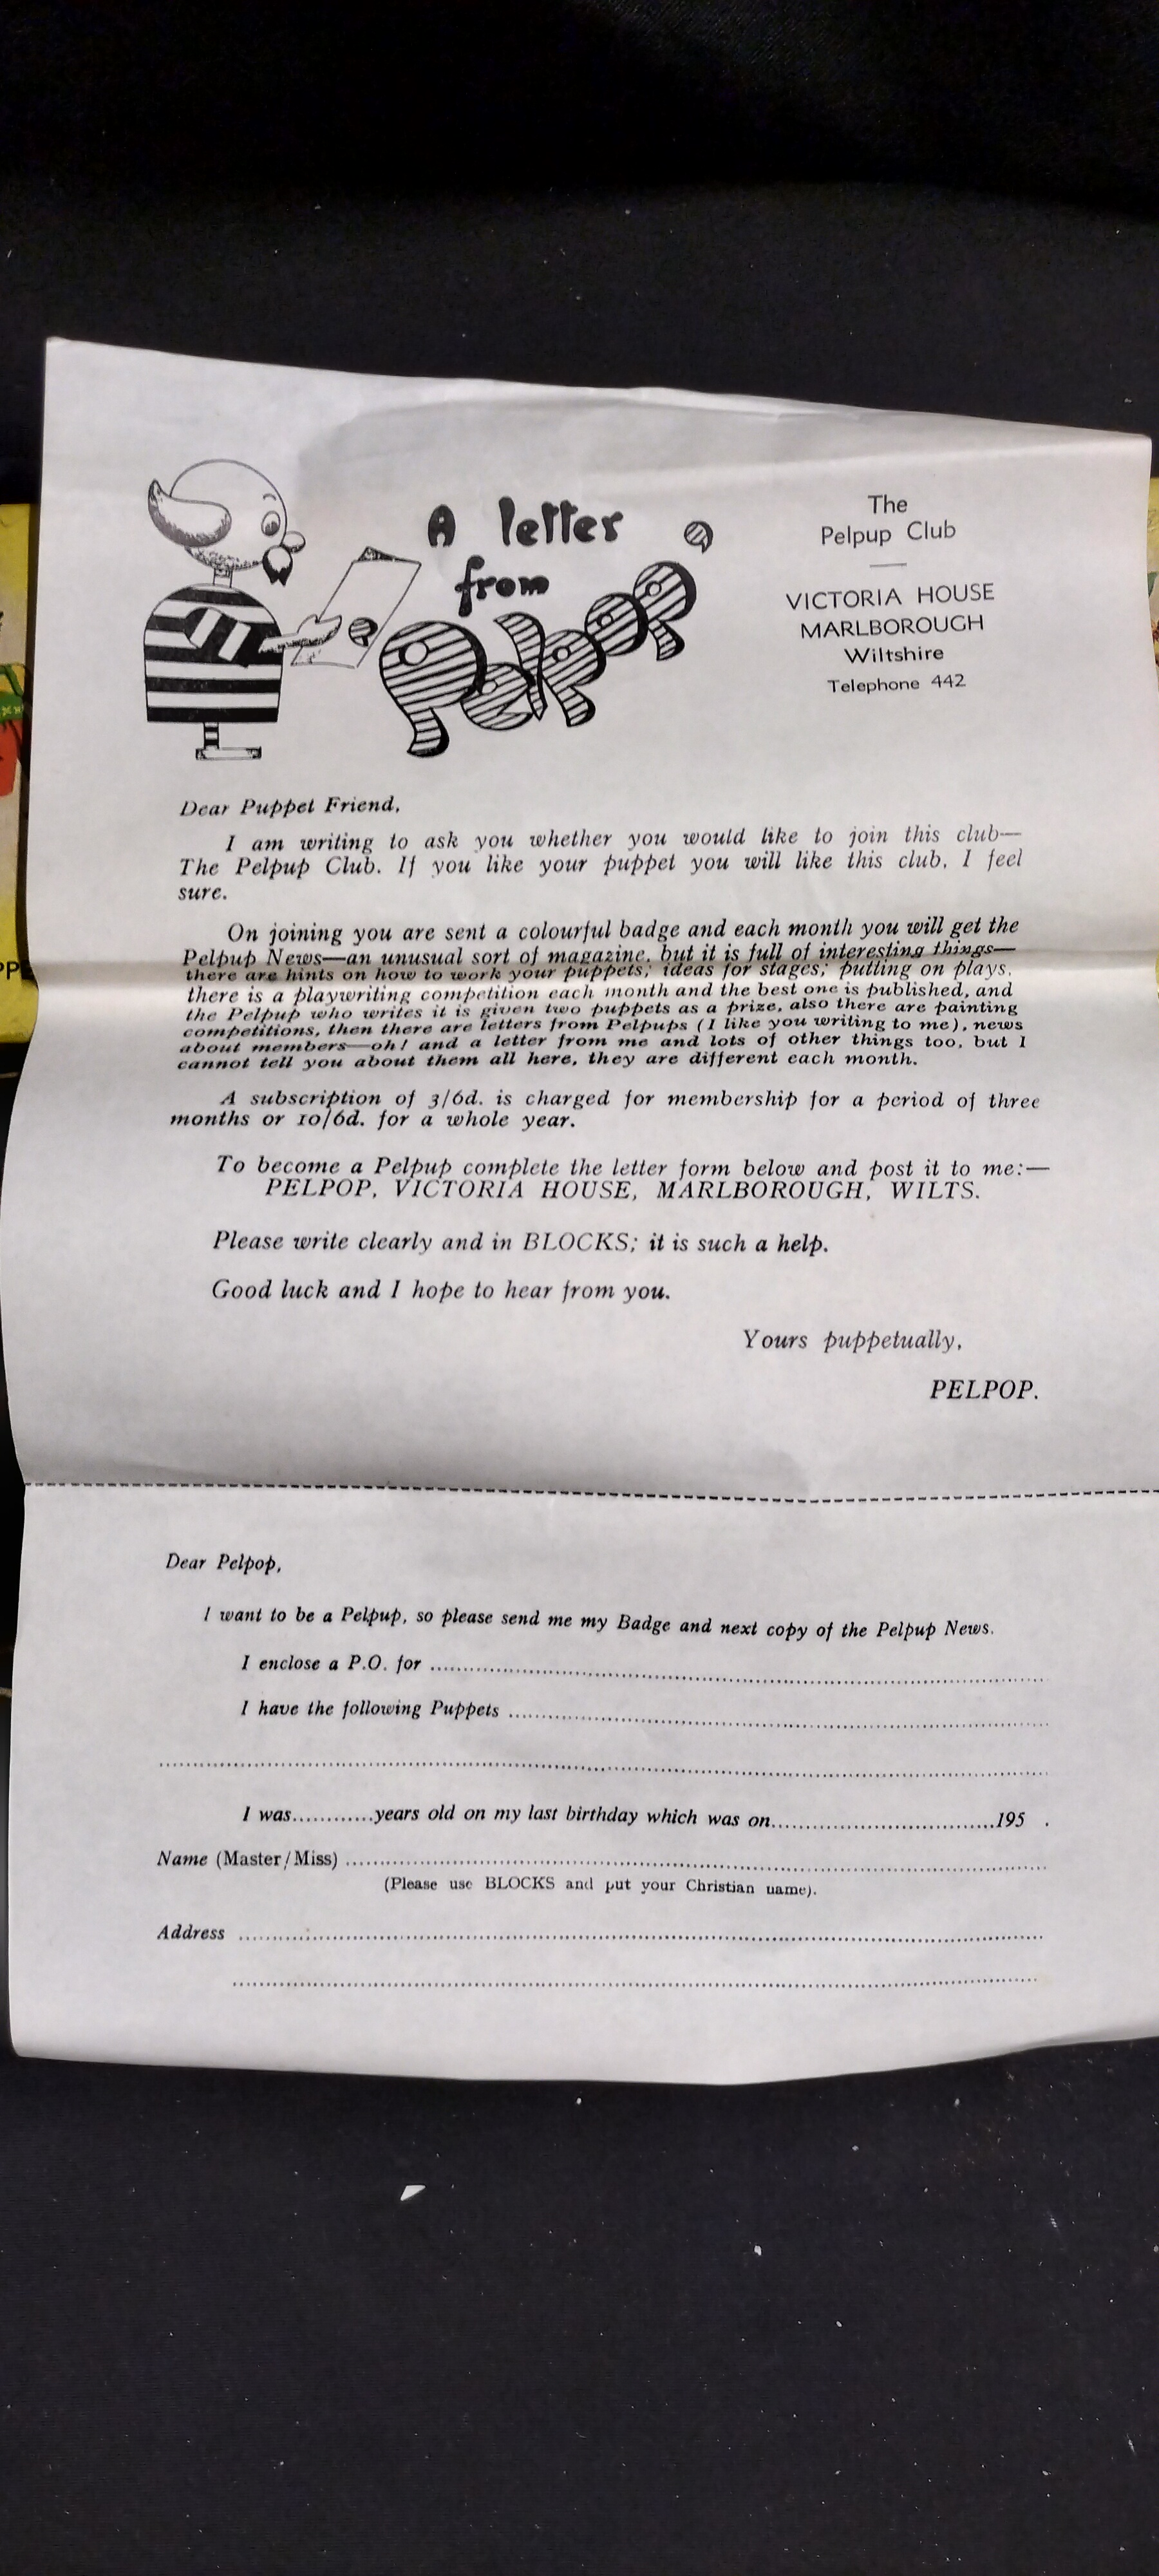 A letter
from
Pelpop
The
Pelpup Club
VICTORIA HOUSE
MARLBOROUGH
Wiltshire
Telephone 442
Dear Puppet Friend,
I am writing to ask you whether you would like to join this club—
The Pelpup Club. If you like your puppet you will like this club, I feel
sure.
On joining you are sent a colourful badge and each month you will get the
Pelpup News—an unusual sort of magazine, but it is full of interesting things—
there are hints on how to work your puppets; ideas for stages; putting on plays,
there is a playwriting competition each month and the best one is published, and
the Pelpup who writes it is given two puppets as a prize, also there are painting
competitions, then there are letters from Pelpups (I like you writing to me), news
about members—oh! and a letter from me and lots of other things too, but I
cannot tell you about them all here, they are different each month.
A subscription of 3/6d. is charged for membership for a period of three
months or 10/6d. for a whole year.
To become a Pelpup complete the letter form below and post it to me:—
PELPOP, VICTORIA HOUSE, MARLBOROUGH, WILTS.
Please write clearly and in BLOCKS; it is such a help.
Good luck and I hope to hear from you.
Yours puppetually,
PELPOP.
Dear Pelpop,
I want to be a Pelpup, so please send me my Badge and next copy of the Pelpup News.
I enclose a P.O. for
I have the following Puppets
I was............years old on my last birthday which was on................................195 .
Name (Master/Miss)
(Please use BLOCKS and put your Christian uame).
Address